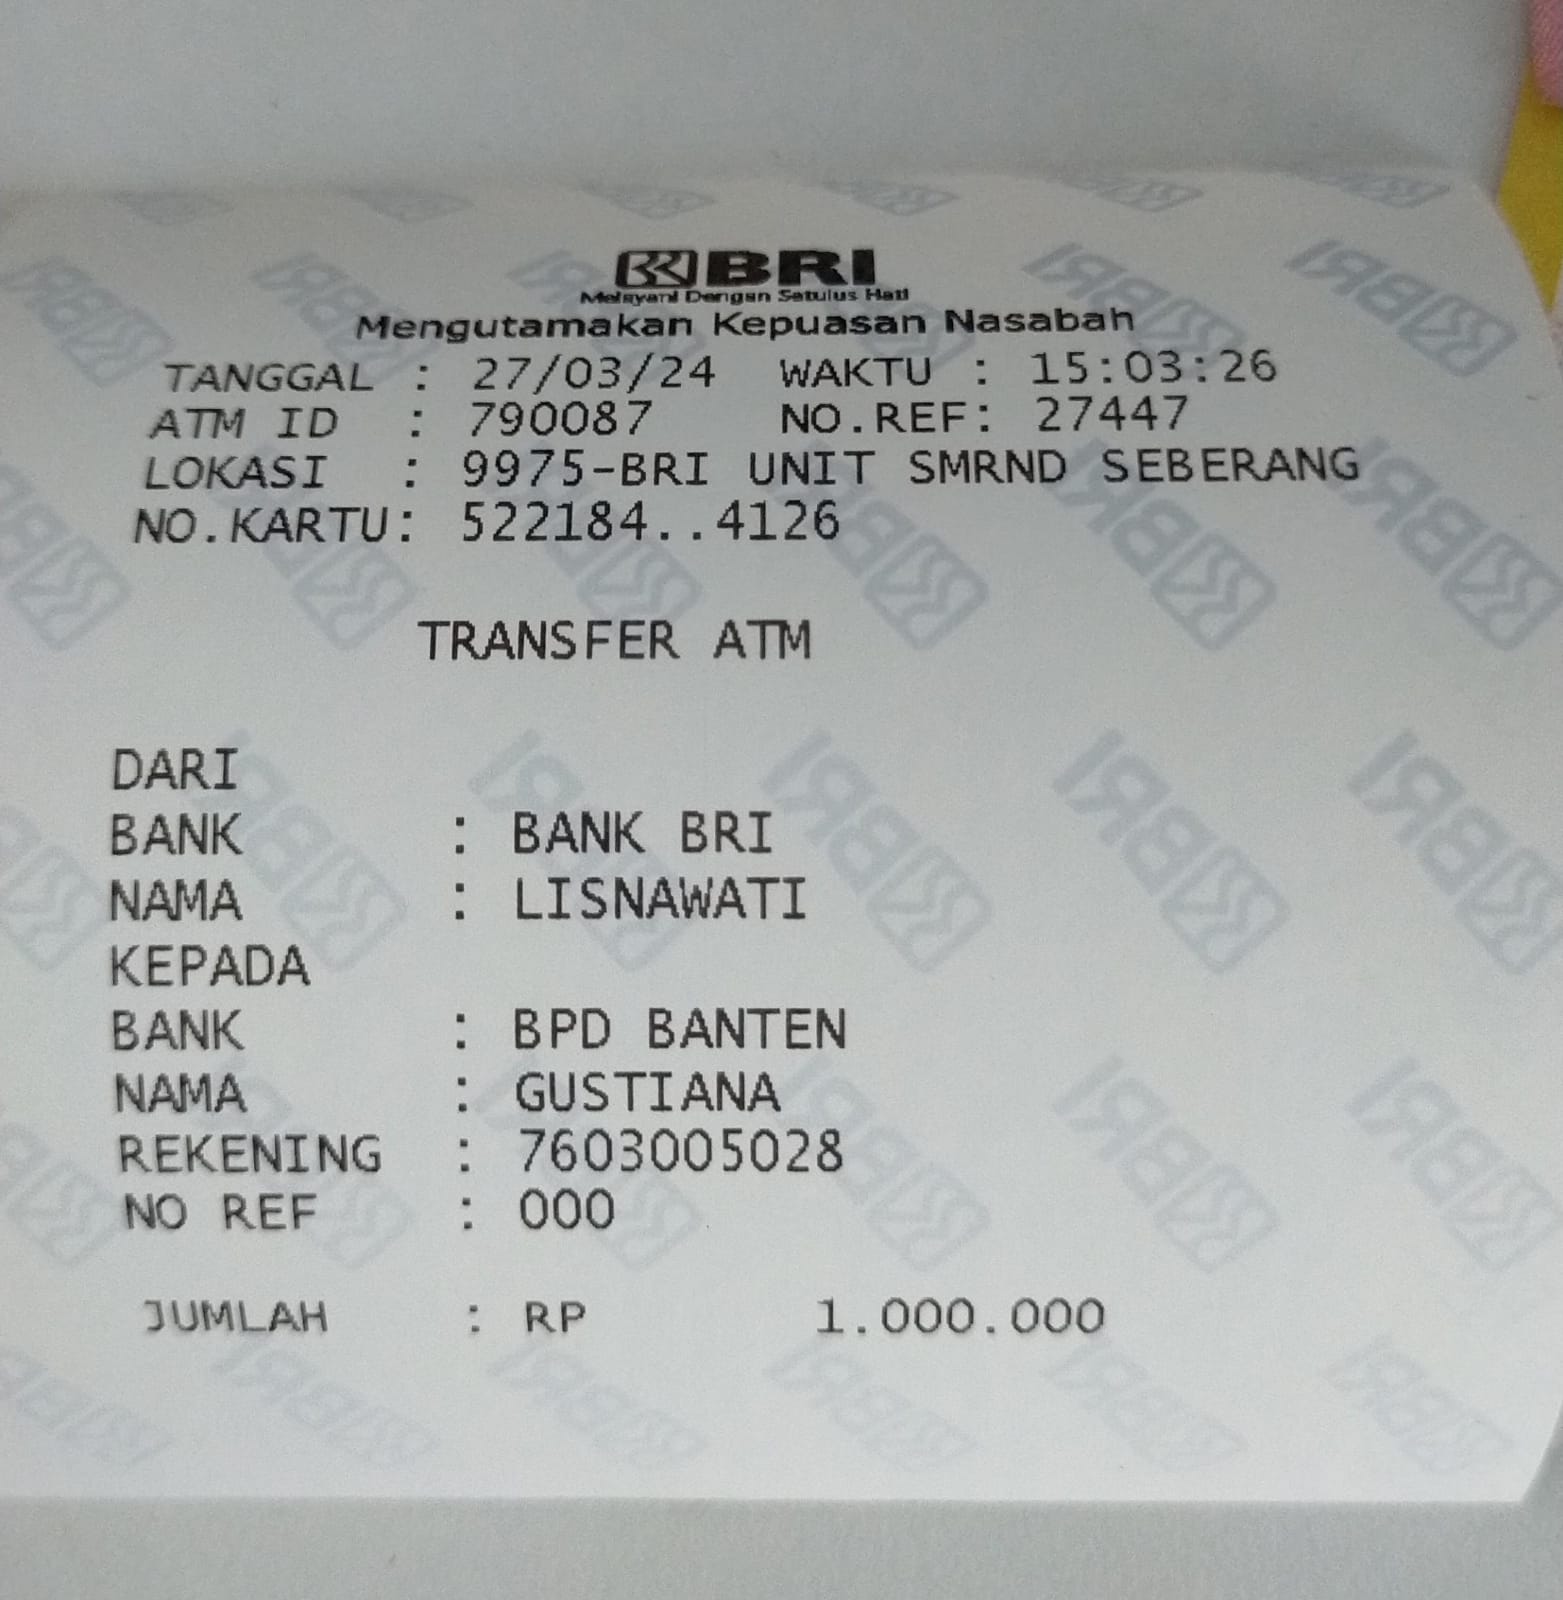 BRI
Melayani Dengan Setulus Hati
Mengutamakan Kepuasan Nasabah
TANGGAL : 27/03/24 WAKTU : 15:03:26
ATM ID : 790087 NO.REF: 27447
LOKASI : 9975-BRI UNIT SMRND SEBERANG
NO.KARTU: 522184..4126
TRANSFER ATM
DARI
BANK : BANK BRI
NAMA : LISNAWATI
KEPADA
BANK : BPD BANTEN
NAMA : GUSTIANA
REKENING : 7603005028
NO REF : 000
JUMLAH : RP 1.000.000